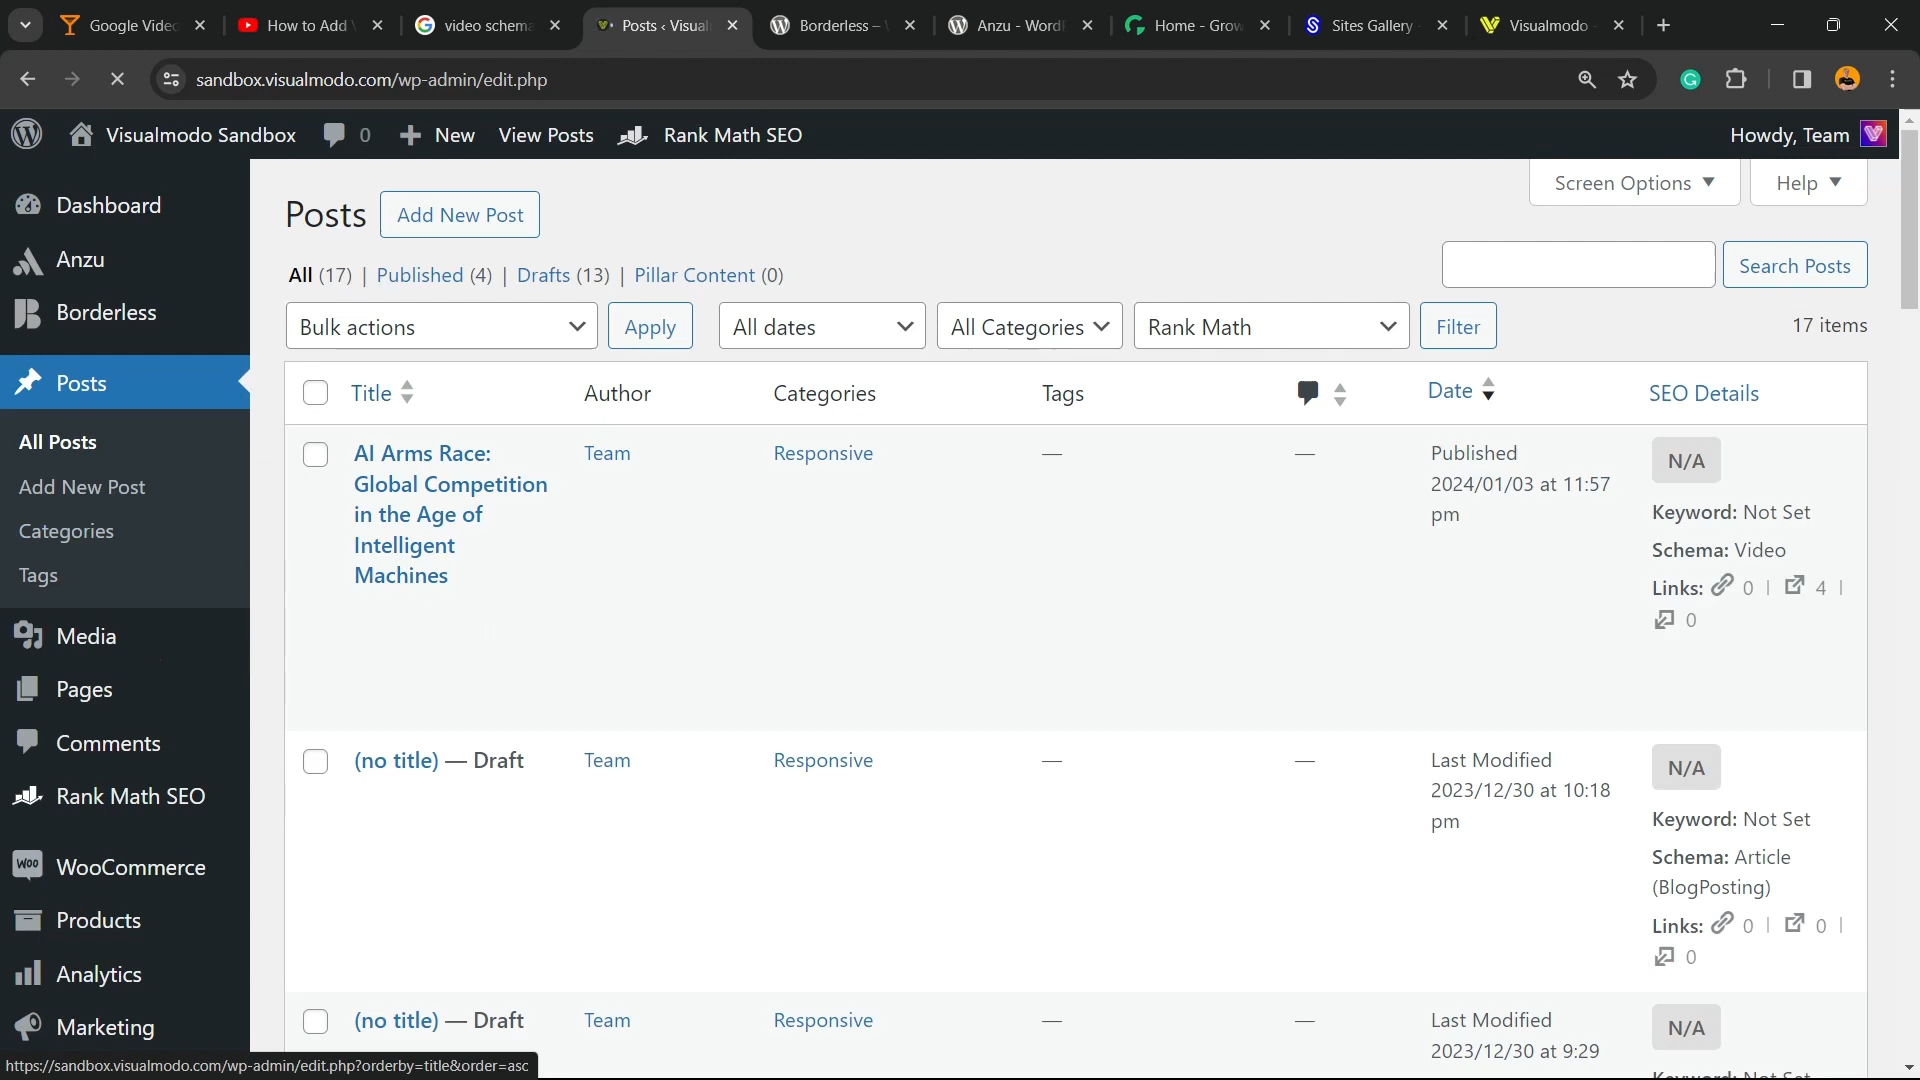 Google Video
How to Add
video schema
Posts ‹ Visual
Borderless –
Anzu - WordP
Home - Grow
Sites Gallery
Visualmodo -
sandbox.visualmodo.com/wp-admin/edit.php
Visualmodo Sandbox
0
New
View Posts
Rank Math SEO
Howdy, Team
Dashboard
Anzu
Borderless
Posts
All Posts
Add New Post
Categories
Tags
Media
Pages
Comments
Rank Math SEO
WooCommerce
Products
Analytics
Marketing
Posts
Add New Post
Screen Options
Help
All (17) | Published (4) | Drafts (13) | Pillar Content (0)
Search Posts
Bulk actions
Apply
All dates
All Categories
Rank Math
Filter
17 items
Title
Author
Categories
Tags
Date
SEO Details
AI Arms Race:
Global Competition
in the Age of
Intelligent
Machines
Team
Responsive
—
—
Published
2024/01/03 at 11:57
pm
N/A
Keyword: Not Set
Schema: Video
Links: 0 | 4 |
0
(no title) — Draft
Team
Responsive
—
—
Last Modified
2023/12/30 at 10:18
pm
N/A
Keyword: Not Set
Schema: Article
(BlogPosting)
Links: 0 | 0 |
0
(no title) — Draft
Team
Responsive
—
—
Last Modified
2023/12/30 at 9:29
N/A
Keyword: Not Set
https://sandbox.visualmodo.com/wp-admin/edit.php?orderby=title&order=asc